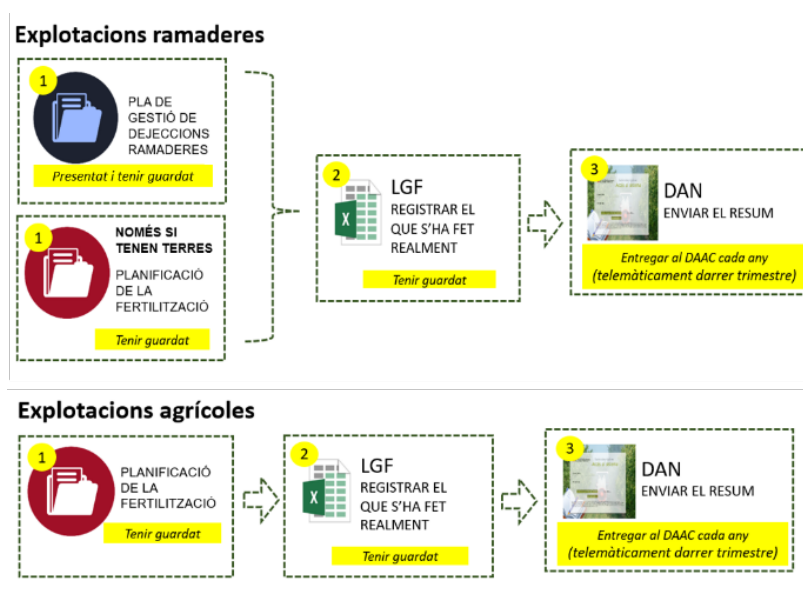 Explotacions ramaderes
1
PLA DE
GESTIÓ DE
DEJECCIONS
RAMADERES
Presentat i tenir guardat
1
NOMÉS SI
TENEN TERRES
PLANIFICACIÓ
DE LA
FERTILITZACIÓ
Tenir guardat
2
X
LGF
REGISTRAR EL
QUE S'HA FET
REALMENT
Tenir guardat
3
DAN
ENVIAR EL RESUM
Entregar al DAAC cada any
(telemàticament darrer trimestre)
Explotacions agrícoles
1
PLANIFICACIÓ
DE LA
FERTILITZACIÓ
Tenir guardat
2
X
LGF
REGISTRAR EL
QUE S'HA FET
REALMENT
Tenir guardat
3
DAN
ENVIAR EL RESUM
Entregar al DAAC cada any
(telemàticament darrer trimestre)